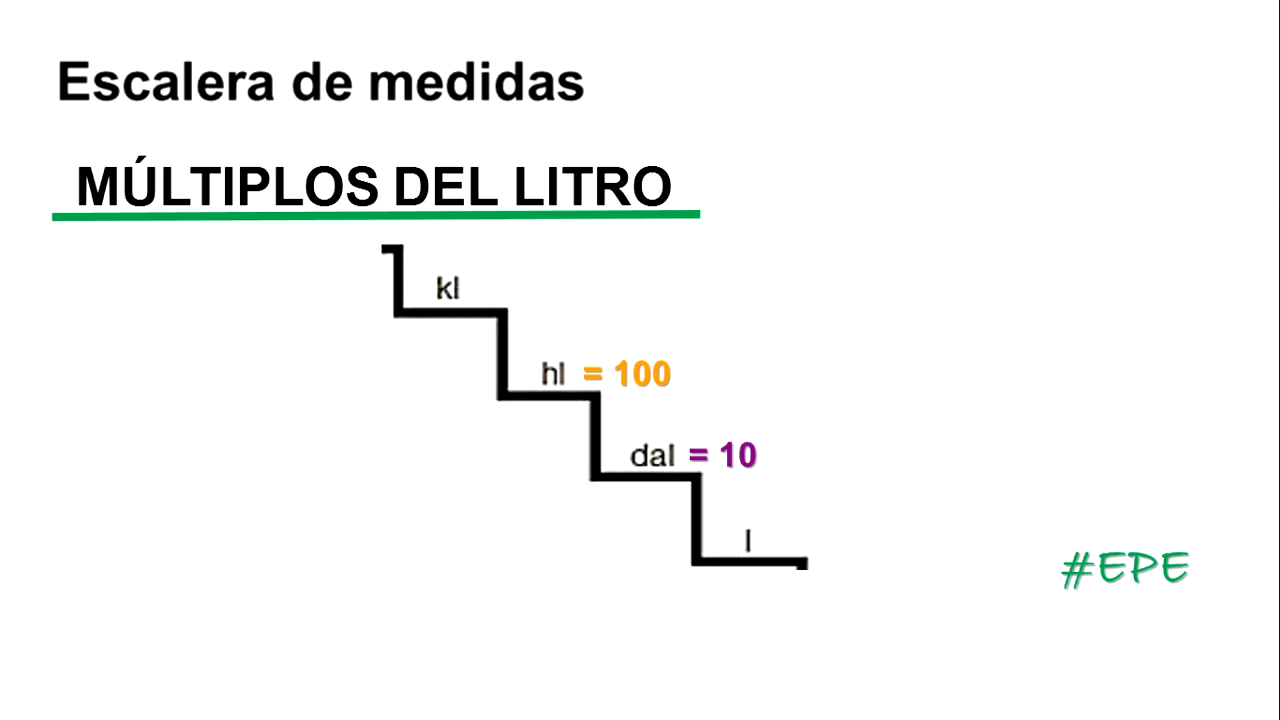 Escalera de medidas
MÚLTIPLOS DEL LITRO
kl
hl = 100
dal = 10
l
#EPE